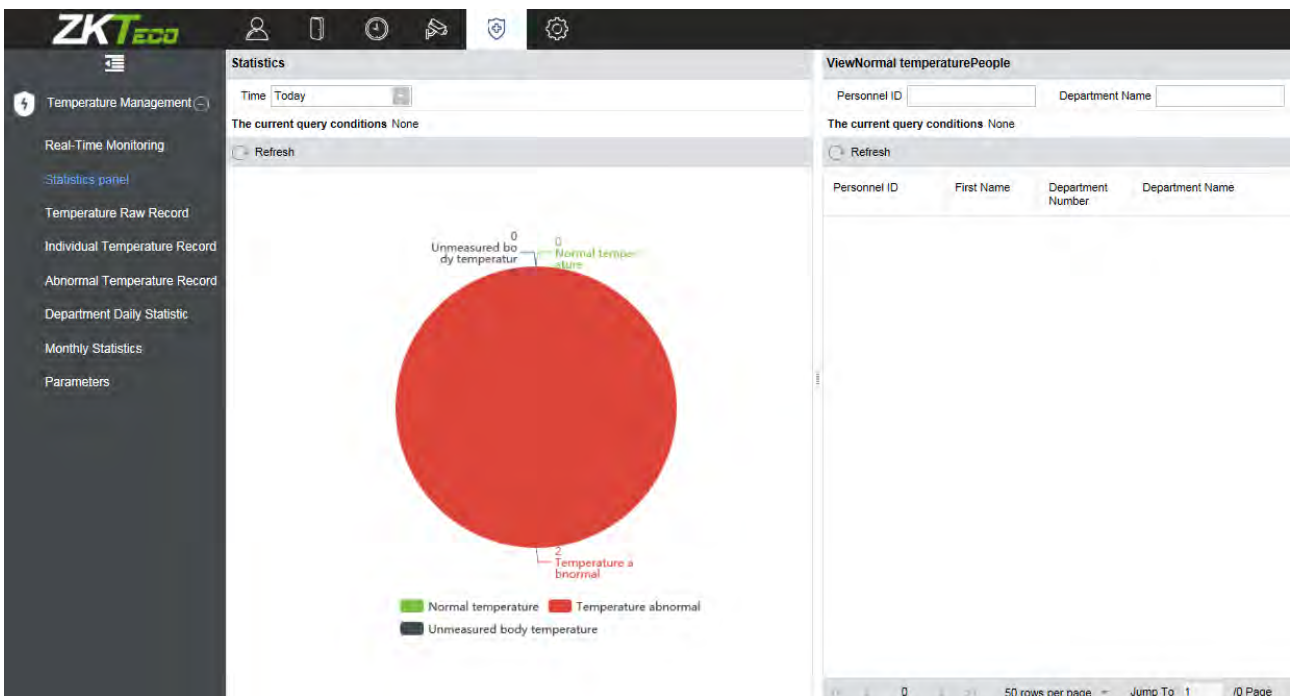 ZKTeco
Temperature Management
Real-Time Monitoring
Statistics panel
Temperature Raw Record
Individual Temperature Record
Abnormal Temperature Record
Department Daily Statistic
Monthly Statistics
Parameters
Statistics
Time Today
The current query conditions None
Refresh
0
Unmeasured bo
dy temperatur
0
Normal temper
ature
2
Temperature a
bnormal
Normal temperature Temperature abnormal
Unmeasured body temperature
ViewNormal temperaturePeople
Personnel ID Department Name
The current query conditions None
Refresh
Personnel ID First Name Department Number Department Name
0 50 rows per page Jump To 1 /0 Page